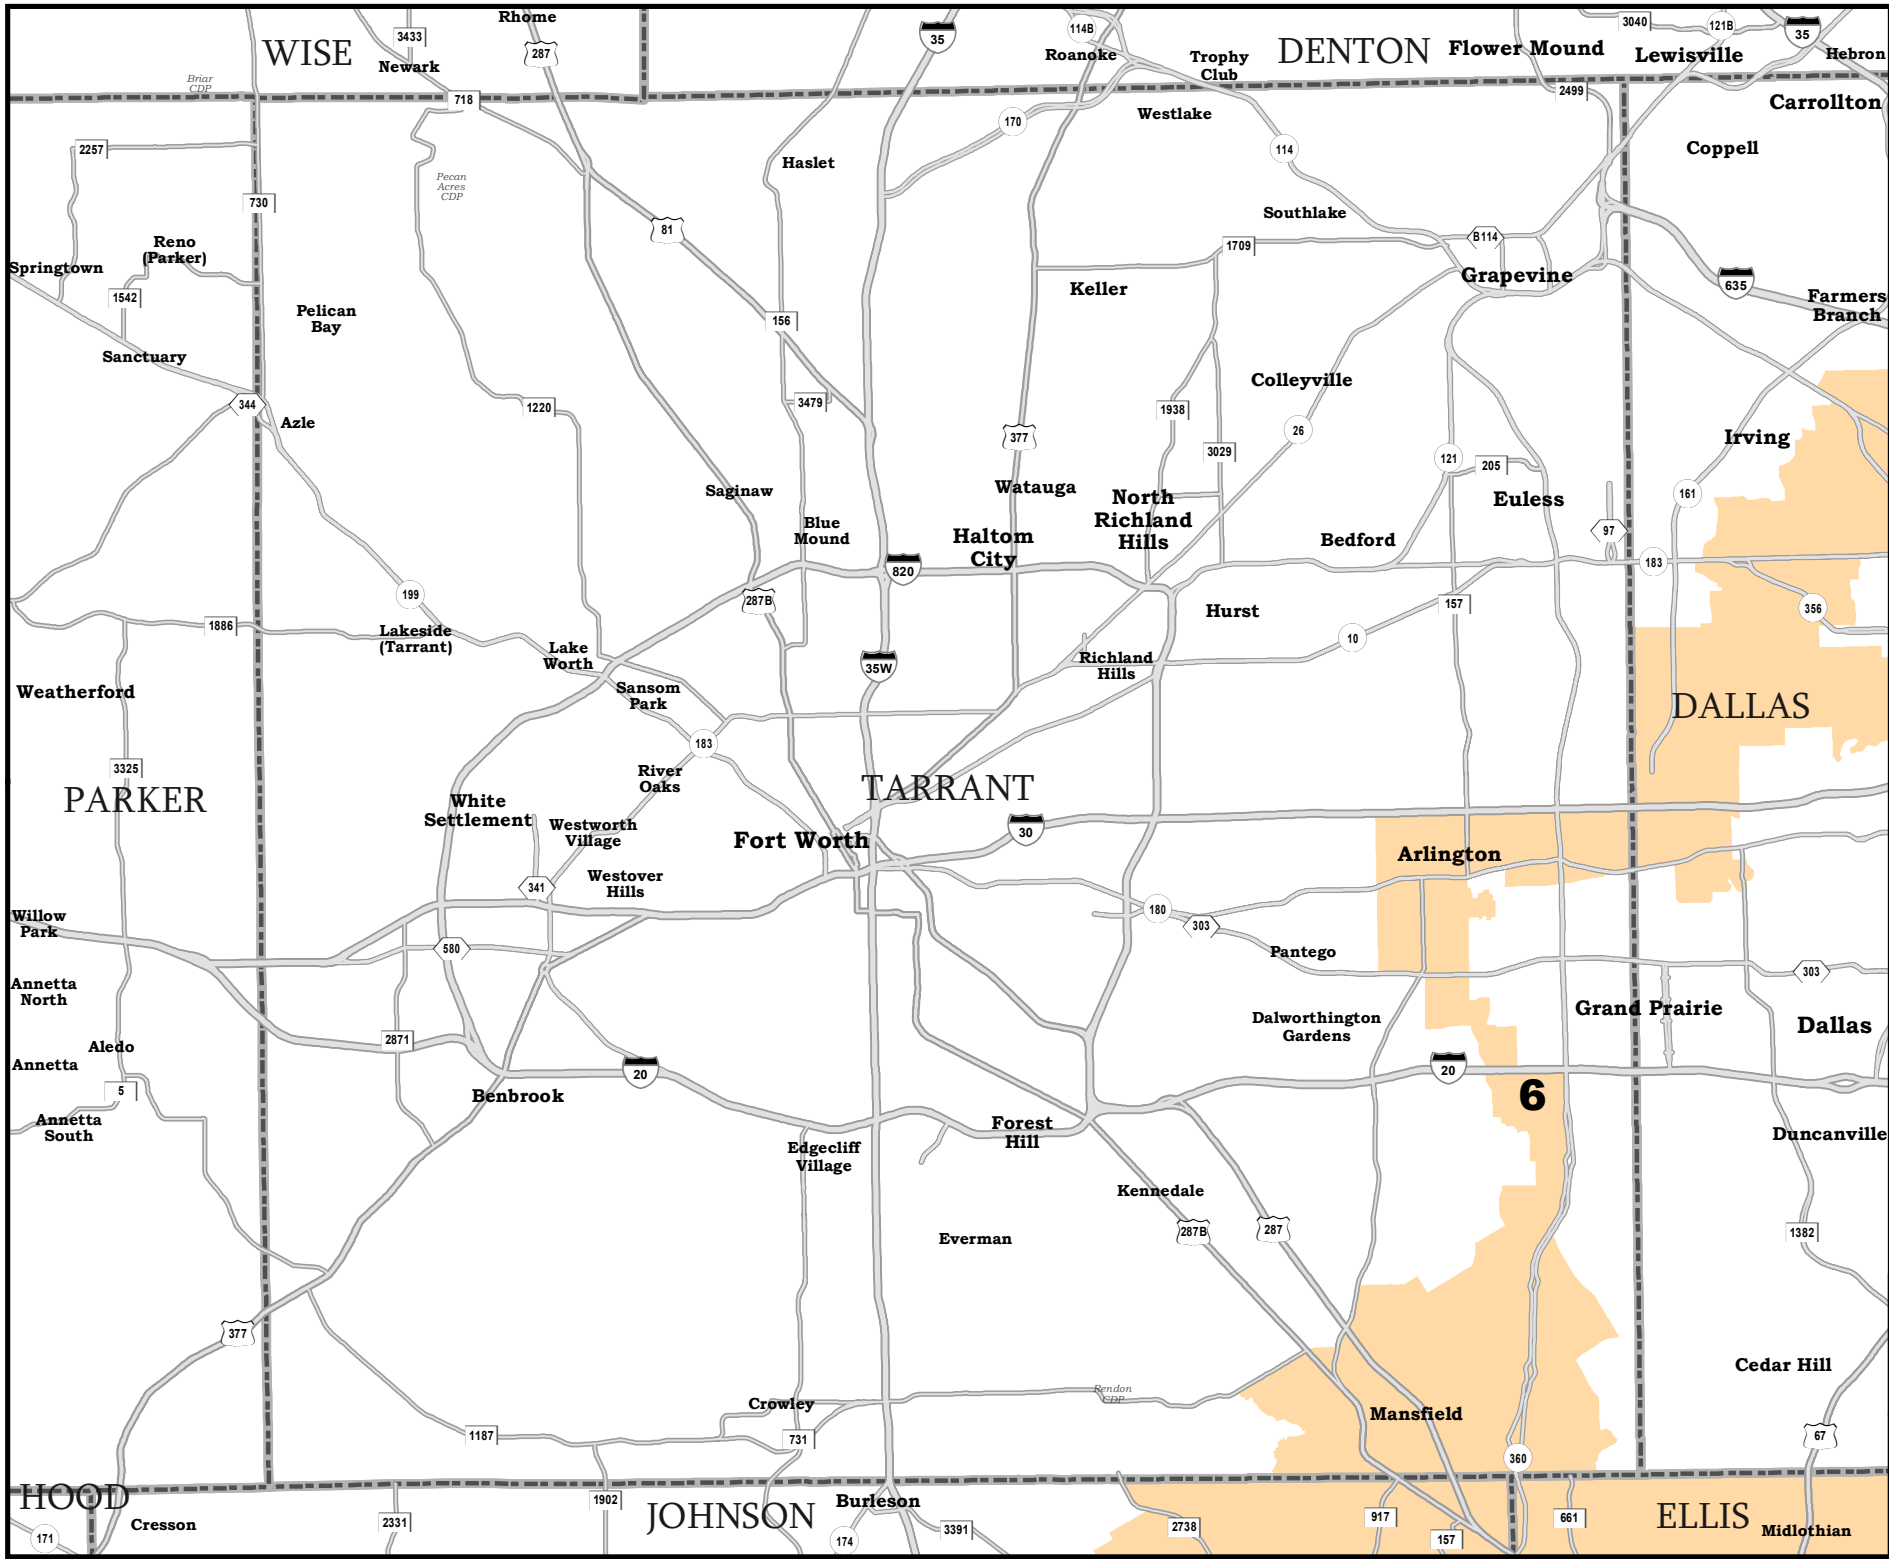 Rhome
3433
WISE
287
Newark
Briar
CDP
718
35
114B
Roanoke
Trophy
Club
DENTON
Flower Mound
3040
121B
35
Lewisville
Hebron
2499
Carrollton
170
Westlake
114
Coppell
2257
Haslet
Pecan
Acres
CDP
730
81
Southlake
B114
1709
Reno
(Parker)
Springtown
1542
Keller
Grapevine
635
Farmers
Branch
Pelican
Bay
156
Sanctuary
344
Azle
1220
3479
Colleyville
1938
26
377
3029
Irving
121
205
Saginaw
Watauga
North
Richland
Hills
Euless
161
Blue
Mound
Haltom
City
Bedford
97
820
183
199
287B
Hurst
157
356
1886
Lakeside
(Tarrant)
Lake
Worth
35W
10
Richland
Hills
Weatherford
Sansom
Park
DALLAS
183
3325
River
Oaks
PARKER
TARRANT
White
Settlement
Westworth
Village
Fort Worth
30
Arlington
Westover
Hills
341
Willow
Park
580
180
303
Pantego
303
Annetta
North
Grand Prairie
Dalworthington
Gardens
Dallas
2871
Aledo
Annetta
5
20
20
Benbrook
6
Annetta
South
Forest
Hill
Edgecliff
Village
Duncanville
Kennedale
287B
287
1382
Everman
377
Cedar Hill
Rendon
CDP
Crowley
Mansfield
1187
731
67
360
HOOD
1902
Burleson
JOHNSON
ELLIS
Cresson
171
2331
174
3391
2738
917
157
661
Midlothian